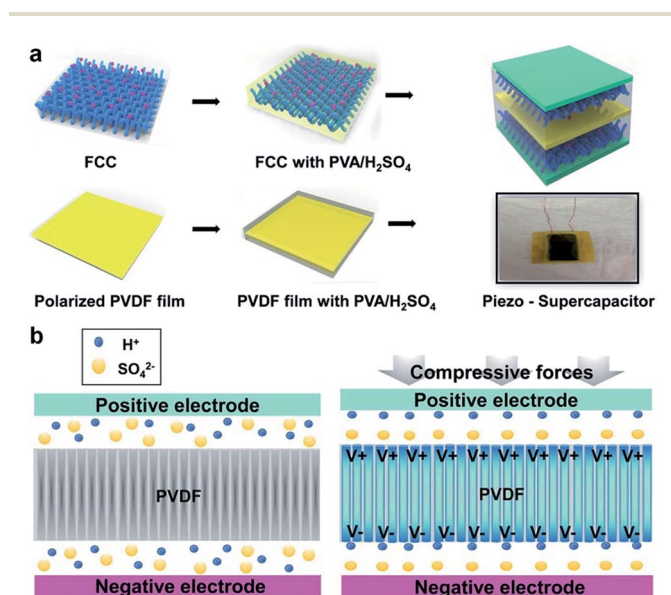 a
FCC
FCC with PVA/H₂SO₄
Polarized PVDF film
PVDF film with PVA/H₂SO₄
Piezo - Supercapacitor
b
H⁺
SO₄²⁻
Positive electrode
PVDF
Negative electrode
Compressive forces
Positive electrode
V+ V+ V+ V+ V+ V+ V+ V+ V+
PVDF
V- V- V- V- V- V- V- V- V-
Negative electrode